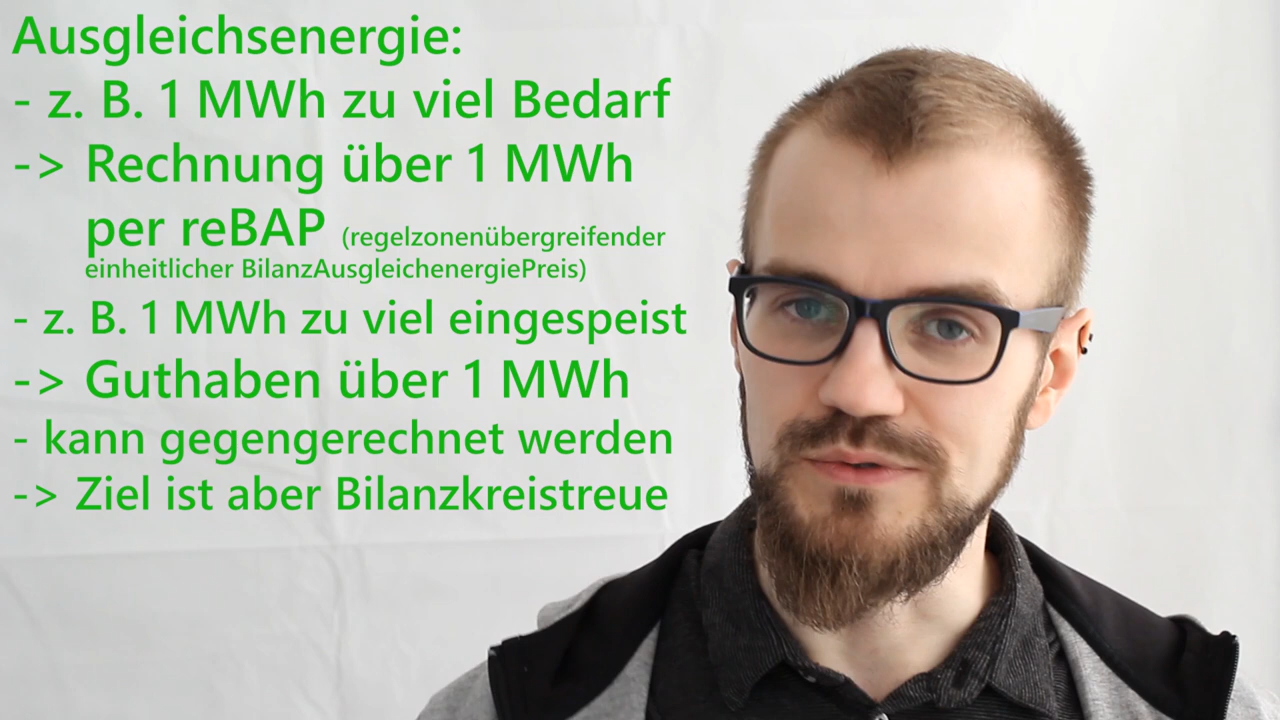 Ausgleichsenergie:
- z. B. 1 MWh zu viel Bedarf
-> Rechnung über 1 MWh
per reBAP (regelzonenübergreifender
einheitlicher BilanzAusgleichenergiePreis)
- z. B. 1 MWh zu viel eingespeist
-> Guthaben über 1 MWh
- kann gegengerechnet werden
-> Ziel ist aber Bilanzkreistreue